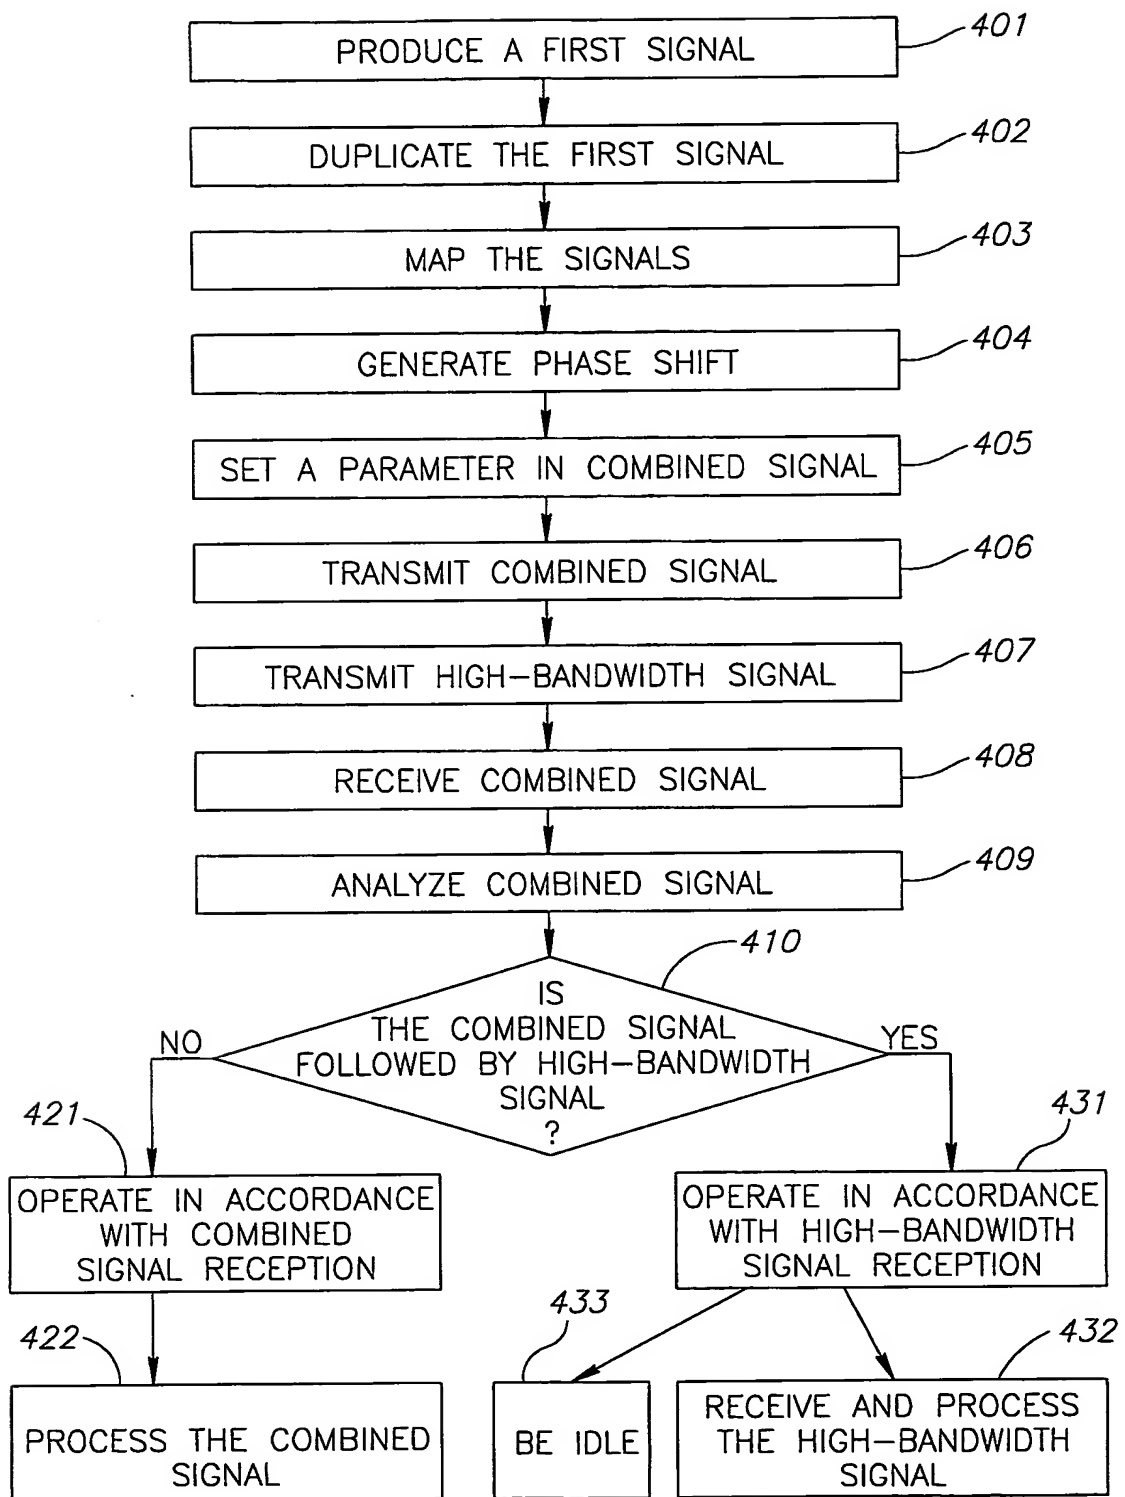 PRODUCE A FIRST SIGNAL
401
DUPLICATE THE FIRST SIGNAL
402
MAP THE SIGNALS
403
GENERATE PHASE SHIFT
404
SET A PARAMETER IN COMBINED SIGNAL
405
TRANSMIT COMBINED SIGNAL
406
TRANSMIT HIGH-BANDWIDTH SIGNAL
407
RECEIVE COMBINED SIGNAL
408
ANALYZE COMBINED SIGNAL
409
410
IS
THE COMBINED SIGNAL
FOLLOWED BY HIGH-BANDWIDTH
SIGNAL
?
NO
YES
421
OPERATE IN ACCORDANCE
WITH COMBINED
SIGNAL RECEPTION
431
OPERATE IN ACCORDANCE
WITH HIGH-BANDWIDTH
SIGNAL RECEPTION
422
PROCESS THE COMBINED
SIGNAL
433
BE IDLE
432
RECEIVE AND PROCESS
THE HIGH-BANDWIDTH
SIGNAL